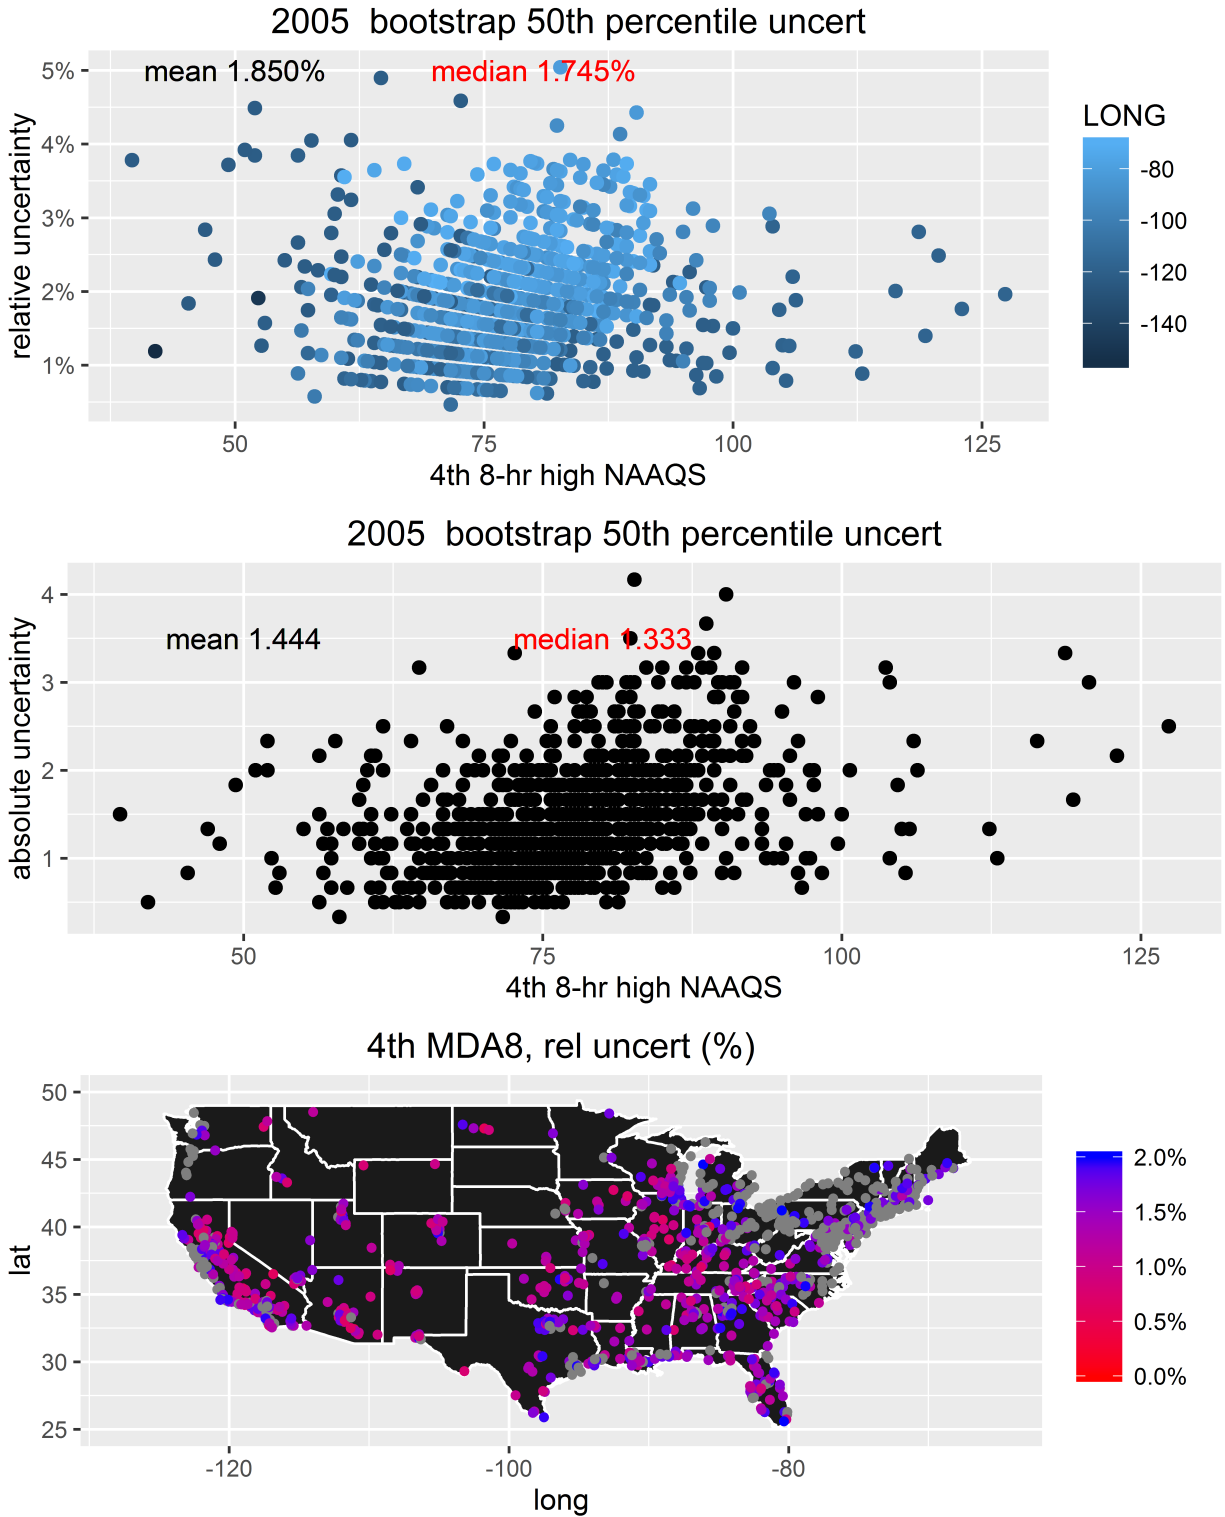 2005  bootstrap 50th percentile uncert
mean 1.850%
median 1.745%
5%
4%
3%
2%
1%
relative uncertainty
50
75
100
125
4th 8-hr high NAAQS
LONG
-80
-100
-120
-140
2005  bootstrap 50th percentile uncert
mean 1.444
median 1.333
4
3
2
1
absolute uncertainty
50
75
100
125
4th 8-hr high NAAQS
4th MDA8, rel uncert (%)
50
45
40
35
30
25
lat
-120
-100
-80
long
2.0%
1.5%
1.0%
0.5%
0.0%